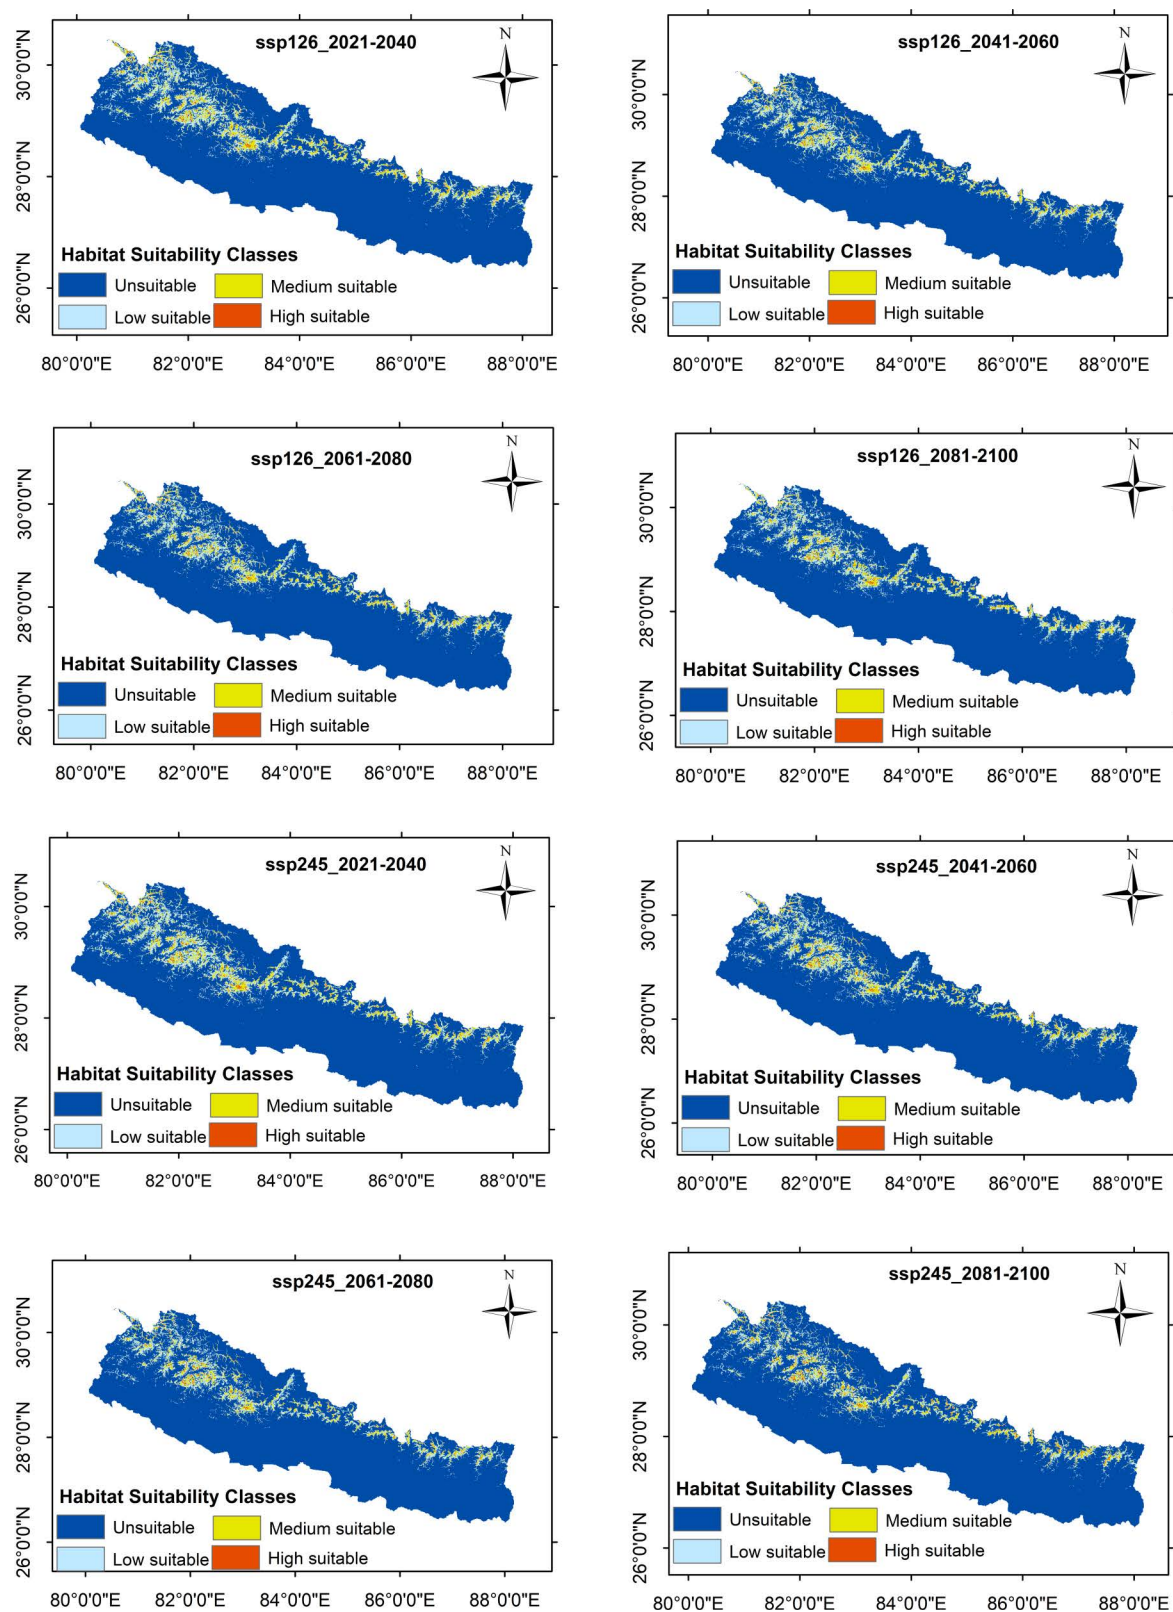 ssp126_2021-2040
N
30°0'0"N
28°0'0"N
26°0'0"N
Habitat Suitability Classes
Unsuitable
Medium suitable
Low suitable
High suitable
80°0'0"E 82°0'0"E 84°0'0"E 86°0'0"E 88°0'0"E
ssp126_2041-2060
N
30°0'0"N
28°0'0"N
26°0'0"N
Habitat Suitability Classes
Unsuitable
Medium suitable
Low suitable
High suitable
80°0'0"E 82°0'0"E 84°0'0"E 86°0'0"E 88°0'0"E
ssp126_2061-2080
N
30°0'0"N
28°0'0"N
26°0'0"N
Habitat Suitability Classes
Unsuitable
Medium suitable
Low suitable
High suitable
80°0'0"E 82°0'0"E 84°0'0"E 86°0'0"E 88°0'0"E
ssp126_2081-2100
N
30°0'0"N
28°0'0"N
26°0'0"N
Habitat Suitability Classes
Unsuitable
Medium suitable
Low suitable
High suitable
80°0'0"E 82°0'0"E 84°0'0"E 86°0'0"E 88°0'0"E
ssp245_2021-2040
N
30°0'0"N
28°0'0"N
26°0'0"N
Habitat Suitability Classes
Unsuitable
Medium suitable
Low suitable
High suitable
80°0'0"E 82°0'0"E 84°0'0"E 86°0'0"E 88°0'0"E
ssp245_2041-2060
N
30°0'0"N
28°0'0"N
26°0'0"N
Habitat Suitability Classes
Unsuitable
Medium suitable
Low suitable
High suitable
80°0'0"E 82°0'0"E 84°0'0"E 86°0'0"E 88°0'0"E
ssp245_2061-2080
N
30°0'0"N
28°0'0"N
26°0'0"N
Habitat Suitability Classes
Unsuitable
Medium suitable
Low suitable
High suitable
80°0'0"E 82°0'0"E 84°0'0"E 86°0'0"E 88°0'0"E
ssp245_2081-2100
N
30°0'0"N
28°0'0"N
26°0'0"N
Habitat Suitability Classes
Unsuitable
Medium suitable
Low suitable
High suitable
80°0'0"E 82°0'0"E 84°0'0"E 86°0'0"E 88°0'0"E